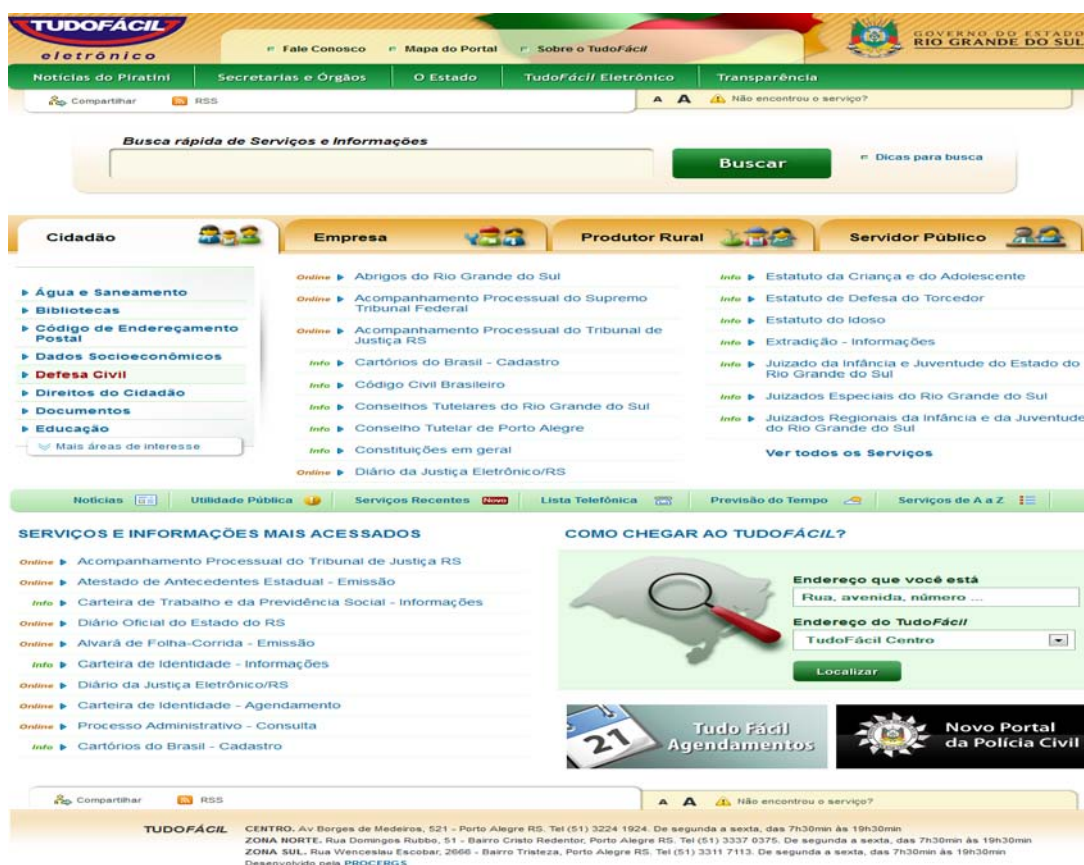 TUDOFÁCIL
eletrônico
Fale Conosco
Mapa do Portal
Sobre o TudoFácil
GOVERNO DO ESTADO
RIO GRANDE DO SUL
Notícias do Piratini
Secretarias e Órgãos
O Estado
TudoFácil Eletrônico
Transparência
Compartilhar
RSS
A A
Não encontrou o serviço?
Busca rápida de Serviços e Informações
Buscar
Dicas para busca
Cidadão
Empresa
Produtor Rural
Servidor Público
Água e Saneamento
Bibliotecas
Código de Endereçamento
Postal
Dados Socioeconômicos
Defesa Civil
Direitos do Cidadão
Documentos
Educação
Mais áreas de interesse
Online Abrigos do Rio Grande do Sul
Online Acompanhamento Processual do Supremo
Tribunal Federal
Online Acompanhamento Processual do Tribunal de
Justiça RS
Info Cartórios do Brasil - Cadastro
Info Código Civil Brasileiro
Info Conselhos Tutelares do Rio Grande do Sul
Info Conselho Tutelar de Porto Alegre
Info Constituições em geral
Online Diário da Justiça Eletrônico/RS
Info Estatuto da Criança e do Adolescente
Info Estatuto de Defesa do Torcedor
Info Estatuto do Idoso
Info Extradição - Informações
Info Juizado da Infância e Juventude do Estado do
Rio Grande do Sul
Info Juizados Especiais do Rio Grande do Sul
Info Juizados Regionais da Infância e da Juventude
do Rio Grande do Sul
Ver todos os Serviços
Notícias
Utilidade Pública
Serviços Recentes Novo
Lista Telefônica
Previsão do Tempo
Serviços de A a Z
SERVIÇOS E INFORMAÇÕES MAIS ACESSADOS
Online Acompanhamento Processual do Tribunal de Justiça RS
Online Atestado de Antecedentes Estadual - Emissão
Info Carteira de Trabalho e da Previdência Social - Informações
Online Diário Oficial do Estado do RS
Online Alvará de Folha-Corrida - Emissão
Info Carteira de Identidade - Informações
Online Diário da Justiça Eletrônico/RS
Online Carteira de Identidade - Agendamento
Online Processo Administrativo - Consulta
Info Cartórios do Brasil - Cadastro
COMO CHEGAR AO TUDOFÁCIL?
Endereço que você está
Rua, avenida, número ...
Endereço do TudoFácil
TudoFácil Centro
Localizar
21
Tudo Fácil
Agendamentos
Novo Portal
da Polícia Civil
Compartilhar
RSS
A A
Não encontrou o serviço?
TUDOFÁCIL
CENTRO. Av Borges de Medeiros, 521 - Porto Alegre RS. Tel (51) 3224 1924. De segunda a sexta, das 7h30min às 19h30min
ZONA NORTE. Rua Domingos Rubbo, 51 - Bairro Cristo Redentor, Porto Alegre RS. Tel (51) 3337 0375. De segunda a sexta, das 7h30min às 19h30min
ZONA SUL. Rua Wenceslau Escobar, 2666 - Bairro Tristeza, Porto Alegre RS. Tel (51) 3311 7113. De segunda a sexta, das 7h30min às 19h30min
Desenvolvido pela PROCERGS